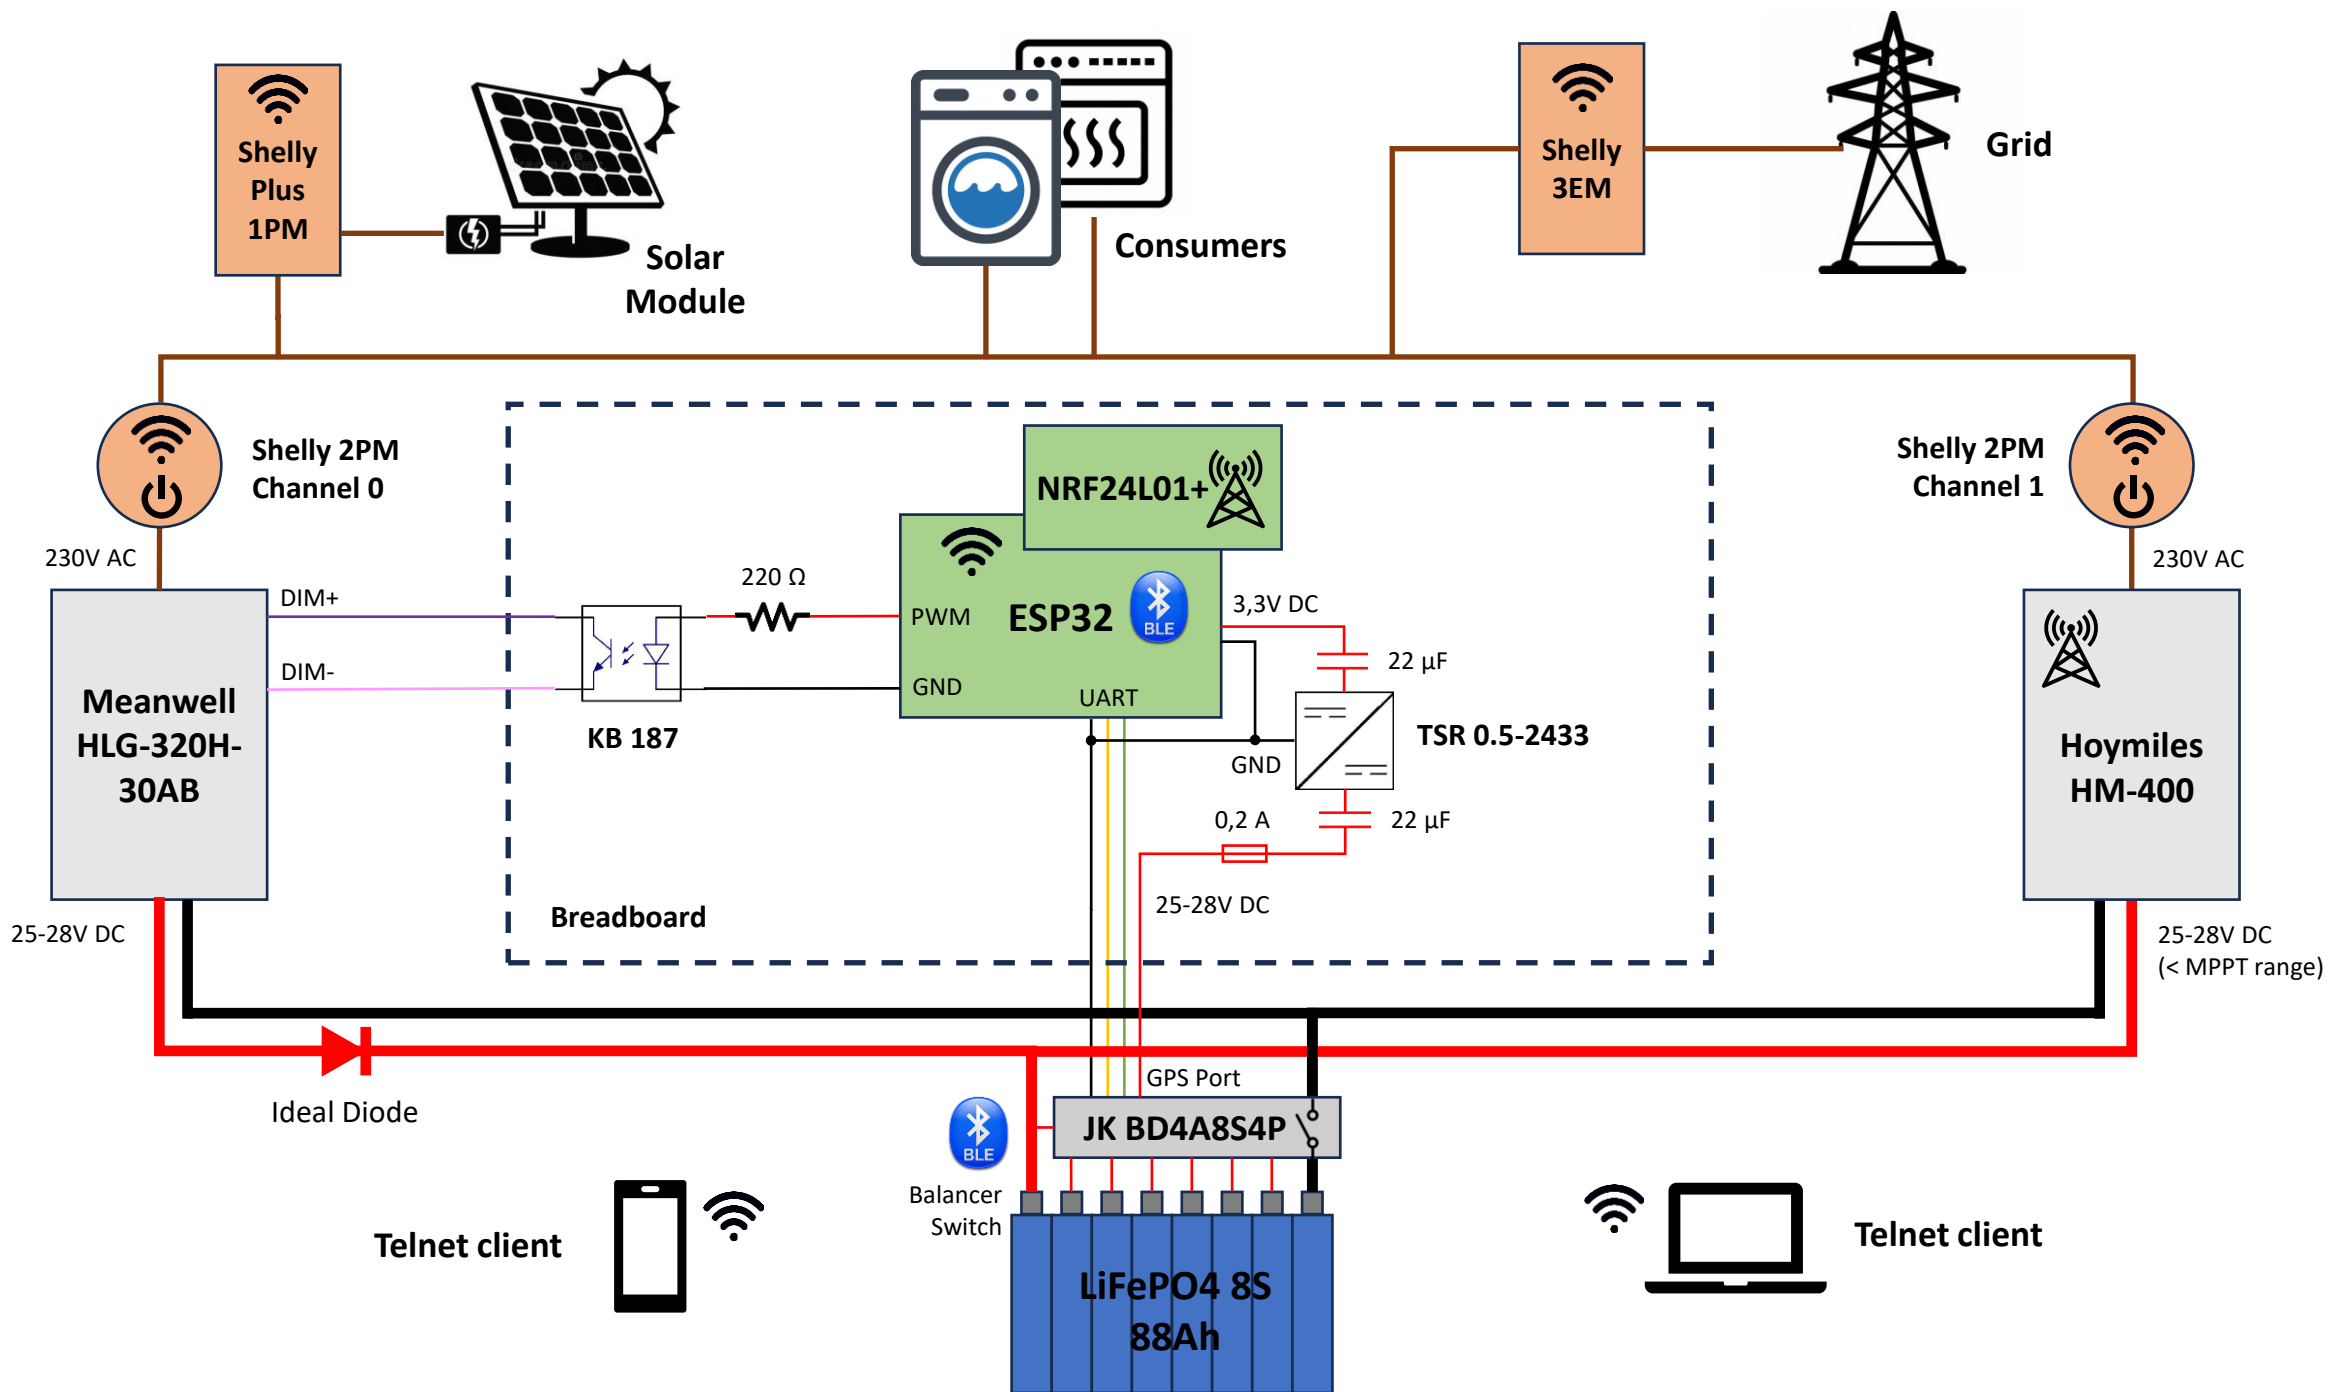 Shelly
Plus
1PM
Solar
Module
Consumers
Shelly
3EM
Grid
Shelly 2PM
Channel 0
Shelly 2PM
Channel 1
230V AC
230V AC
NRF24L01+
220 Ω
DIM+
DIM-
PWM
GND
ESP32
BLE
UART
3,3V DC
22 µF
KB 187
GND
TSR 0.5-2433
0,2 A
22 µF
25-28V DC
Breadboard
Meanwell
HLG-320H-
30AB
Hoymiles
HM-400
25-28V DC
25-28V DC
(< MPPT range)
Ideal Diode
GPS Port
JK BD4A8S4P
BLE
Balancer
Switch
Telnet client
Telnet client
LiFePO4 8S
88Ah